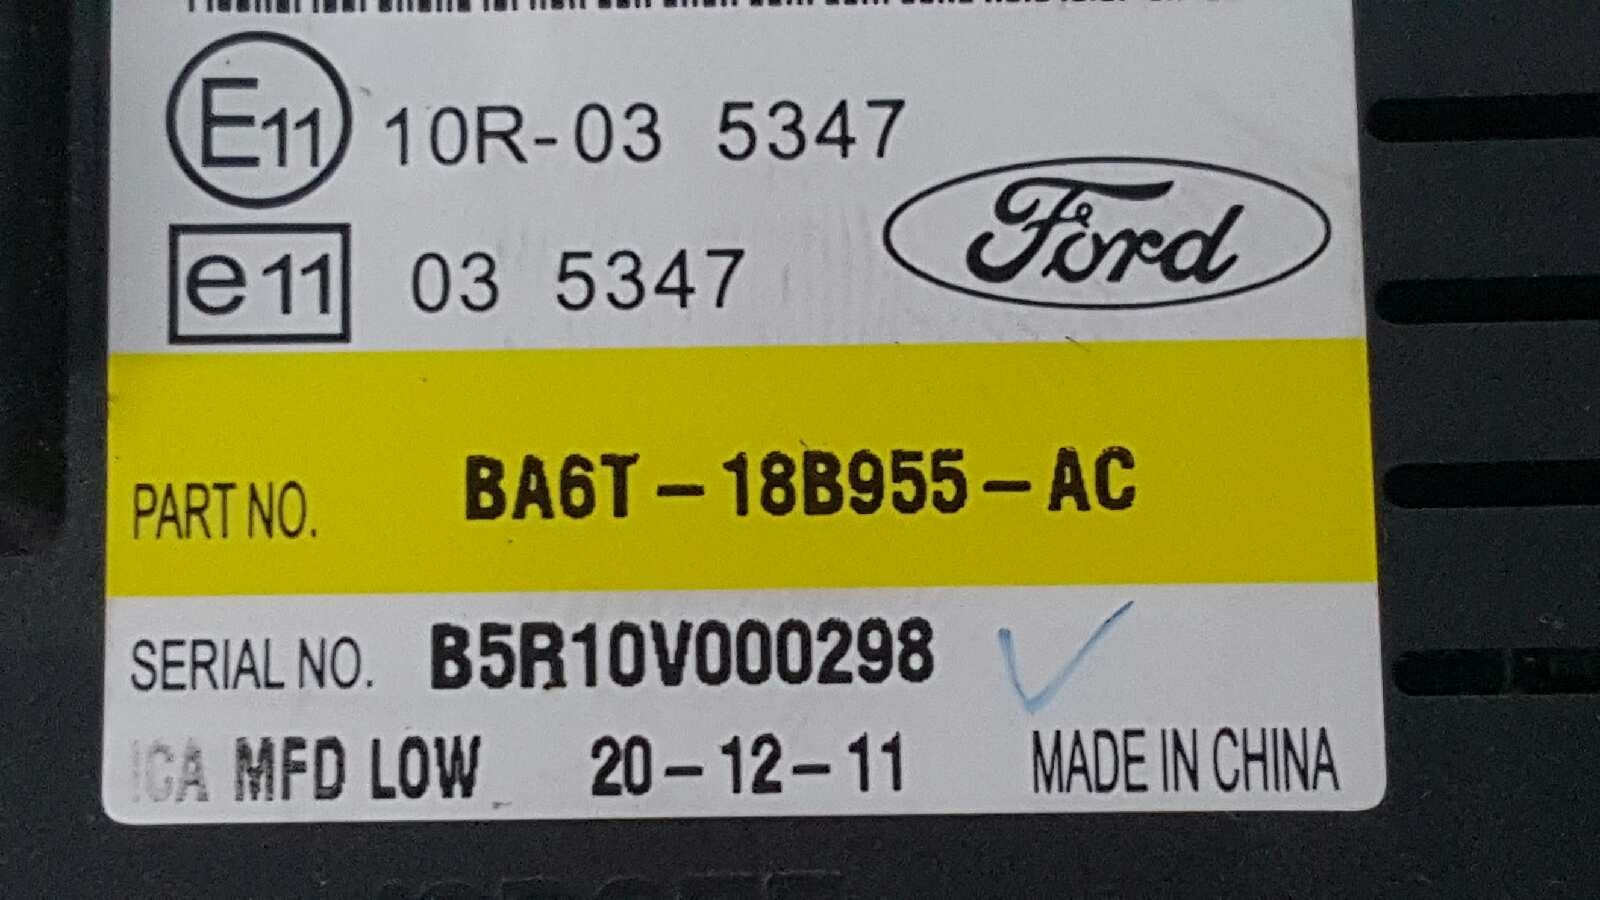 E11 10R-03 5347
Ford
e11 03 5347
PART NO. BA6T-18B955-AC
SERIAL NO. B5R10V000298
ICA MFD LOW 20-12-11 MADE IN CHINA